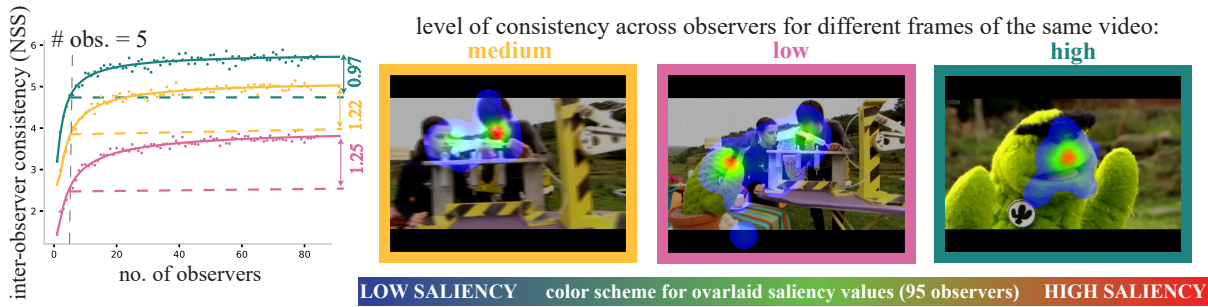 level of consistency across observers for different frames of the same video:
medium
low
high
inter-observer consistency (NSS)
# obs. = 5
6
5
4
3
2
0.97
1.22
1.25
0
20
40
60
80
no. of observers
LOW SALIENCY color scheme for ovarlaid saliency values (95 observers) HIGH SALIENCY